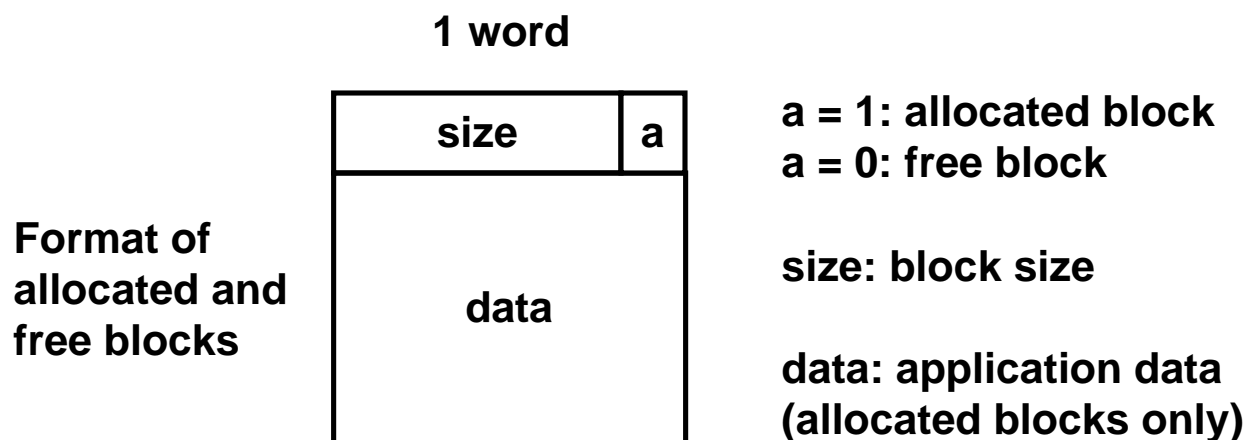 1 word
size a
data
Format of
allocated and
free blocks
a = 1: allocated block
a = 0: free block
size: block size
data: application data
(allocated blocks only)